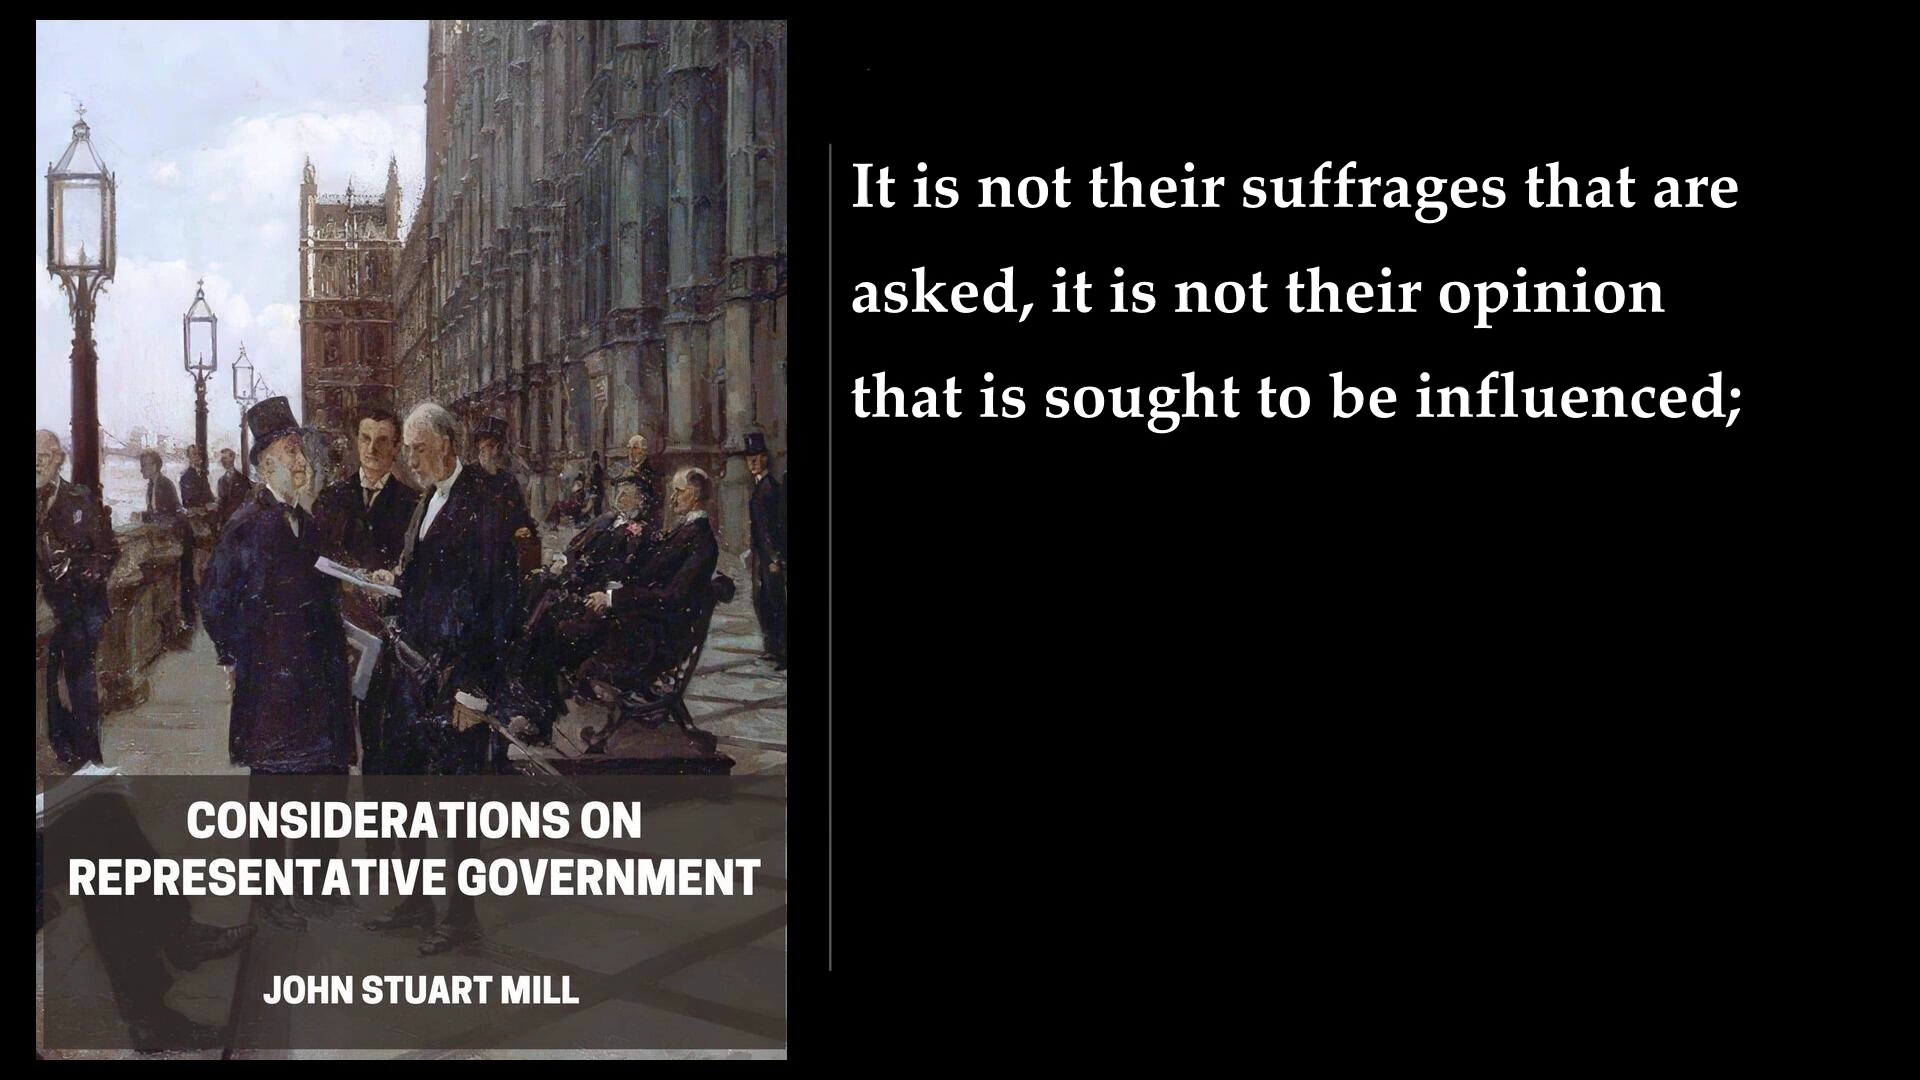 It is not their suffrages that are
asked, it is not their opinion
that is sought to be influenced;
CONSIDERATIONS ON
REPRESENTATIVE GOVERNMENT
JOHN STUART MILL